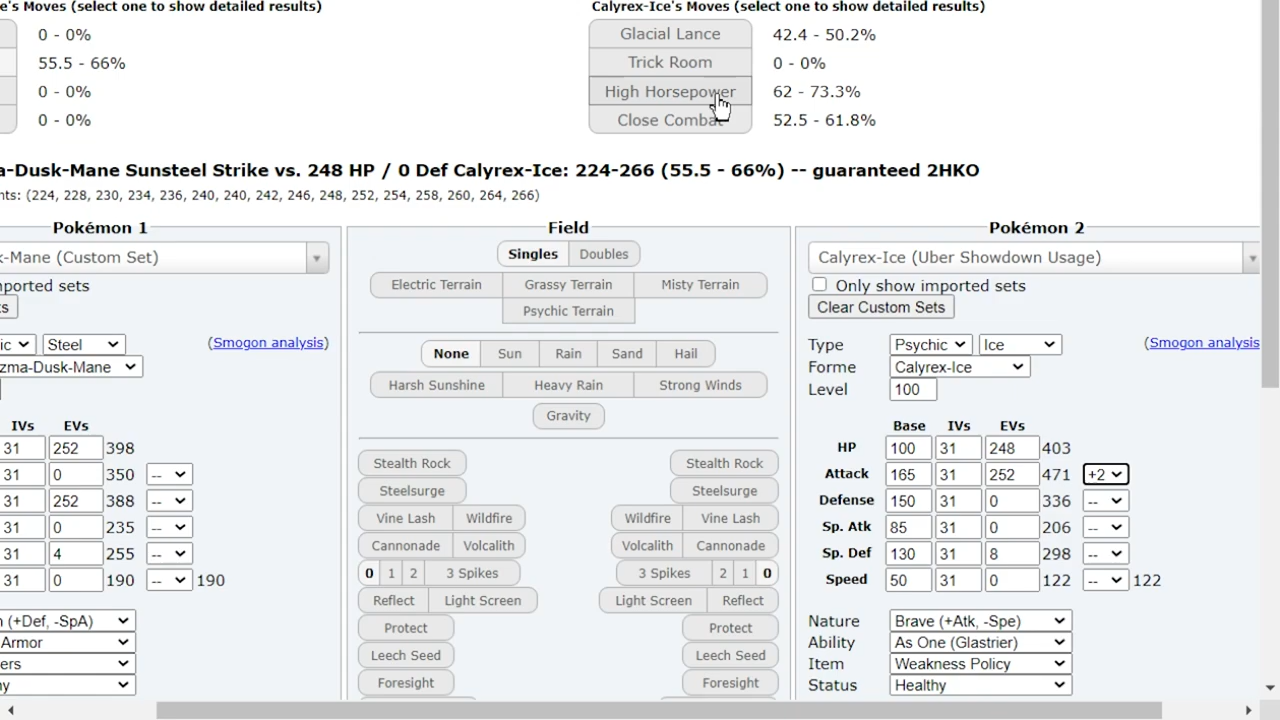 e's Moves (select one to show detailed results)
Calyrex-Ice's Moves (select one to show detailed results)
0 - 0%
Glacial Lance 42.4 - 50.2%
55.5 - 66%
Trick Room 0 - 0%
0 - 0%
High Horsepower 62 - 73.3%
0 - 0%
Close Combat 52.5 - 61.8%
a-Dusk-Mane Sunsteel Strike vs. 248 HP / 0 Def Calyrex-Ice: 224-266 (55.5 - 66%) -- guaranteed 2HKO
nts: (224, 228, 230, 234, 236, 240, 240, 242, 246, 248, 252, 254, 258, 260, 264, 266)
Pokémon 1
k-Mane (Custom Set)
ported sets
ts
ic Steel (Smogon analysis)
zma-Dusk-Mane
IVs EVs
31 252 398
31 0 350 --
31 252 388 --
31 0 235 --
31 4 255 --
31 0 190 -- 190
n (+Def, -SpA)
Armor
ers
hy
Field
Singles Doubles
Electric Terrain Grassy Terrain Misty Terrain
Psychic Terrain
None Sun Rain Sand Hail
Harsh Sunshine Heavy Rain Strong Winds
Gravity
Stealth Rock Stealth Rock
Steelsurge Steelsurge
Vine Lash Wildfire Wildfire Vine Lash
Cannonade Volcalith Volcalith Cannonade
0 1 2 3 Spikes 3 Spikes 2 1 0
Reflect Light Screen Light Screen Reflect
Protect Protect
Leech Seed Leech Seed
Foresight Foresight
Pokémon 2
Calyrex-Ice (Uber Showdown Usage)
Only show imported sets
Clear Custom Sets
Type Psychic Ice (Smogon analysis
Forme Calyrex-Ice
Level 100
Base IVs EVs
HP 100 31 248 403
Attack 165 31 252 471 +2
Defense 150 31 0 336 --
Sp. Atk 85 31 0 206 --
Sp. Def 130 31 8 298 --
Speed 50 31 0 122 -- 122
Nature Brave (+Atk, -Spe)
Ability As One (Glastrier)
Item Weakness Policy
Status Healthy